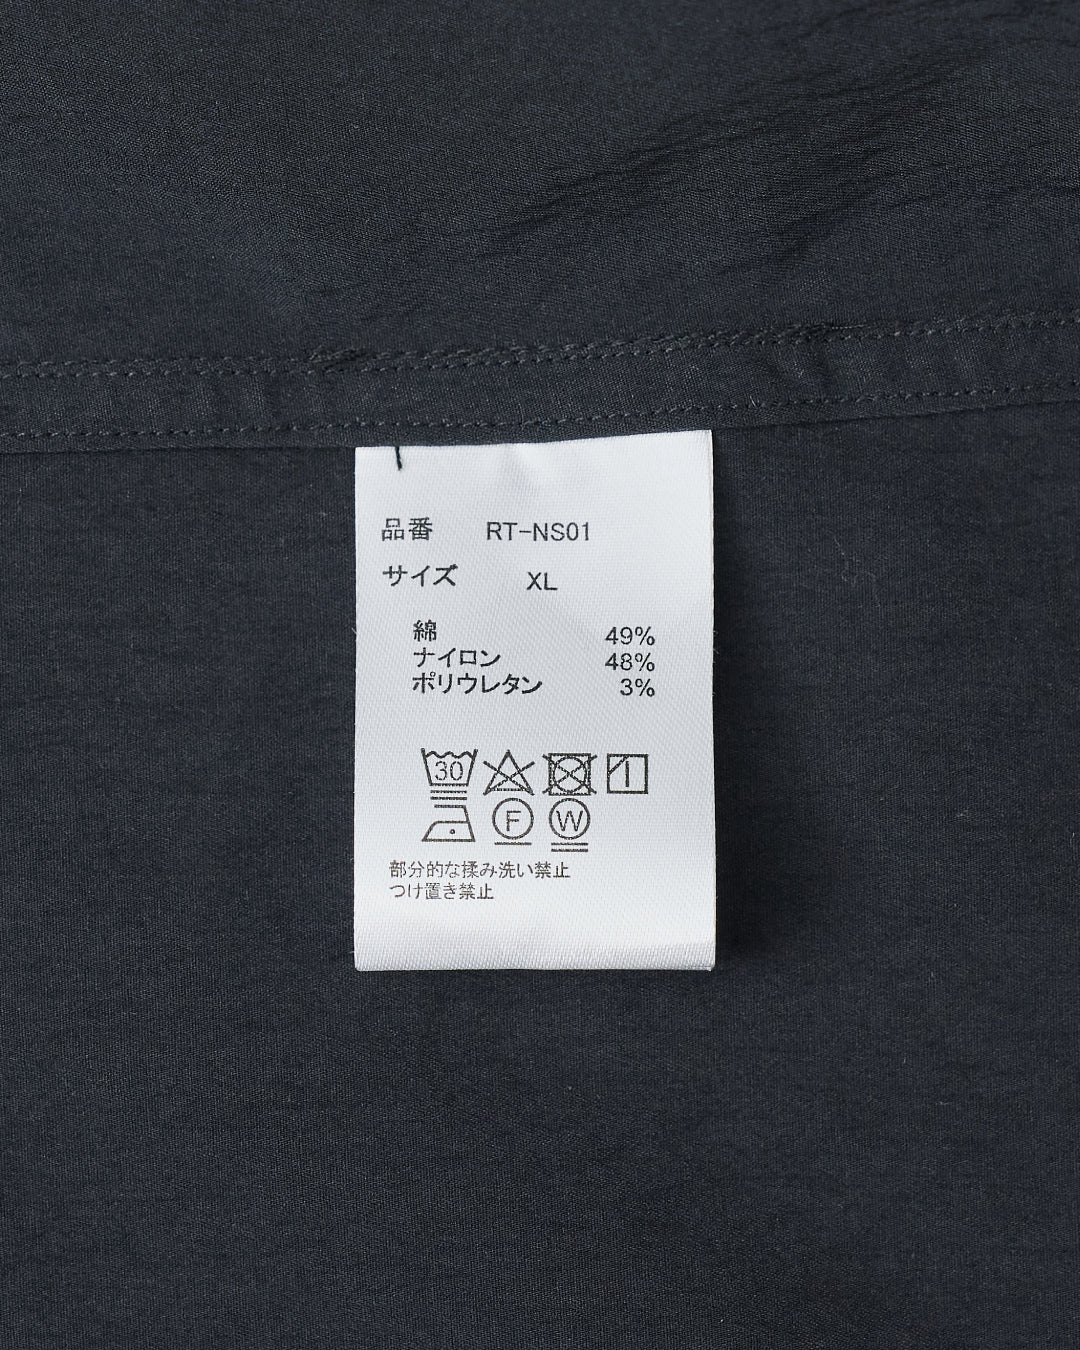 品番 RT-NS01
サイズ XL
綿 49%
ナイロン 48%
ポリウレタン 3%
30
F W
部分的な揉み洗い禁止
つけ置き禁止